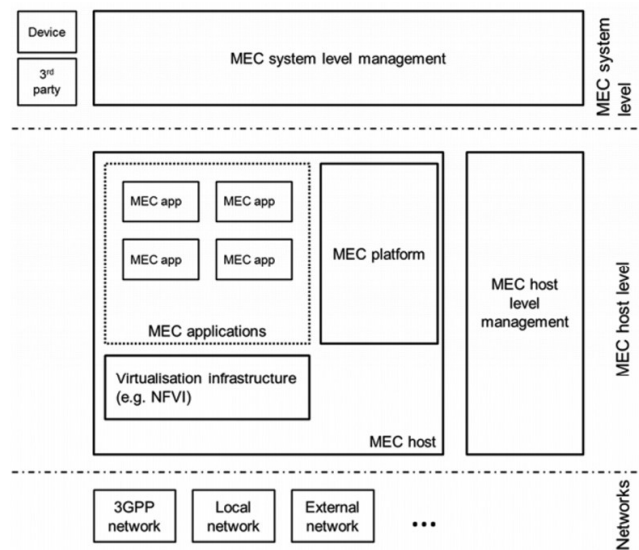 Device
3rd
party
MEC system level management
MEC system
level
MEC app
MEC app
MEC app
MEC app
MEC applications
MEC platform
Virtualisation infrastructure
(e.g. NFVI)
MEC host
MEC host
level
management
MEC host level
3GPP
network
Local
network
External
network
...
Networks